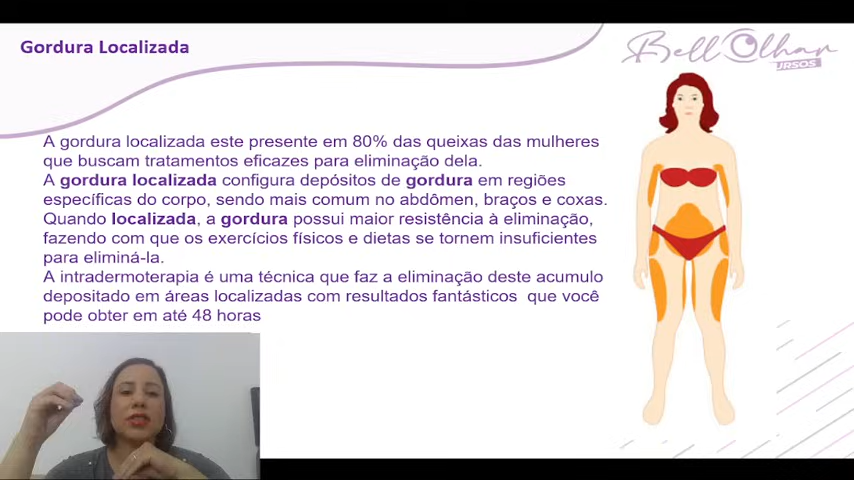 Gordura Localizada
Bell Olhar
URSOS
A gordura localizada este presente em 80% das queixas das mulheres
que buscam tratamentos eficazes para eliminação dela.
A gordura localizada configura depósitos de gordura em regiões
específicas do corpo, sendo mais comum no abdômen, braços e coxas.
Quando localizada, a gordura possui maior resistência à eliminação,
fazendo com que os exercícios físicos e dietas se tornem insuficientes
para eliminá-la.
A intradermoterapia é uma técnica que faz a eliminação deste acumulo
depositado em áreas localizadas com resultados fantásticos que você
pode obter em até 48 horas